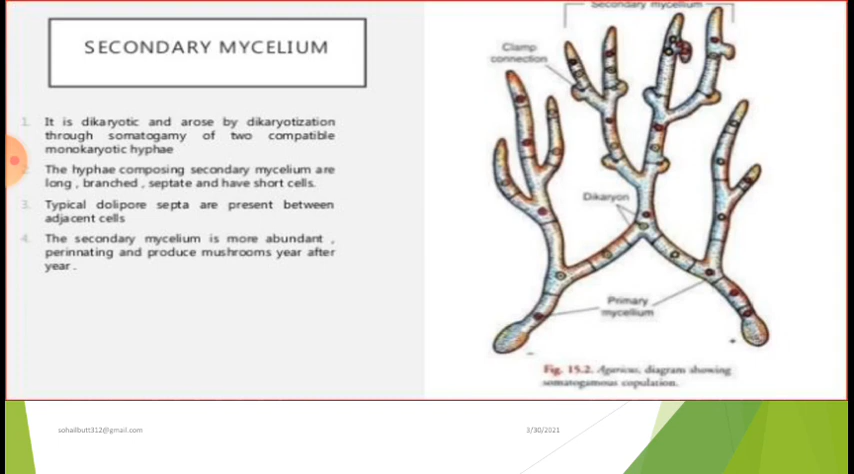 SECONDARY MYCELIUM
1. It is dikaryotic and arose by dikaryotization
through somatogamy of two compatible
monokaryotic hyphae
The hyphae composing secondary mycelium are
long , branched , septate and have short cells.
3. Typical dolipore septa are present between
adjacent cells
4. The secondary mycelium is more abundant ,
perinnating and produce mushrooms year after
year .
Secondary mycelium
Clamp
connection
Dikaryon
Primary
mycellium
-
+
Fig. 15.2. Agaricus, diagram showing
somatogamous copulation.
sohailbutt312@gmail.com
3/30/2021